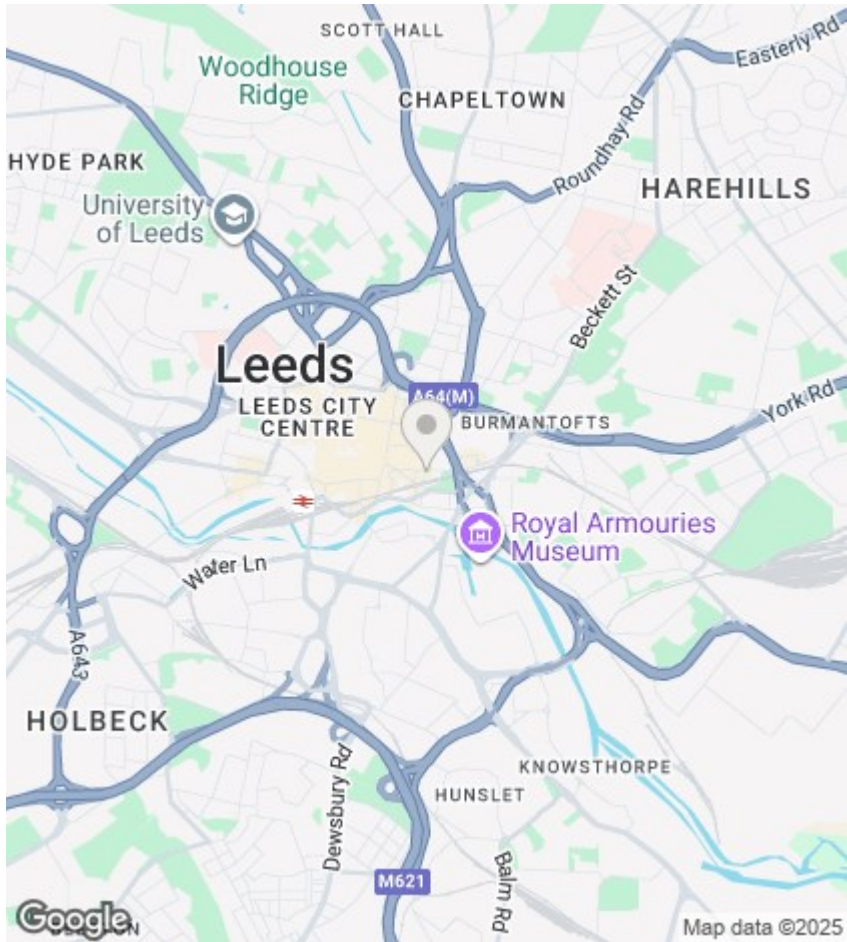 SCOTT HALL
Easterly Rd
Woodhouse
Ridge
CHAPELTOWN
Roundhay Rd
HYDE PARK
HAREHILLS
University
of Leeds
Beckett St
Leeds
A64(M)
LEEDS CITY
CENTRE
York Rd
BURMANTOFTS
Royal Armouries
Museum
Water Ln
A643
HOLBECK
KNOWSTHORPE
Dewsbury Rd
HUNSLET
Balm Rd
M621
Google
Map data ©2025